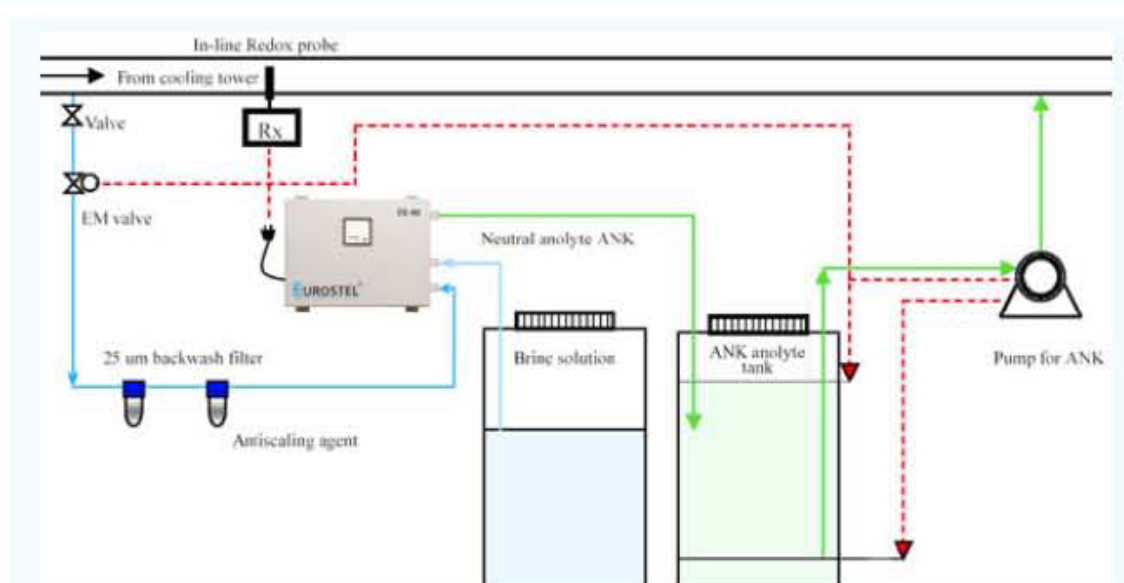 In-line Redox probe
From cooling tower
Valve
Rx
EM valve
Neutral anolyte ANK
EUROSTEL
25 um backwash filter
Brine solution
ANK anolyte
tank
Pump for ANK
Antiscaling agent